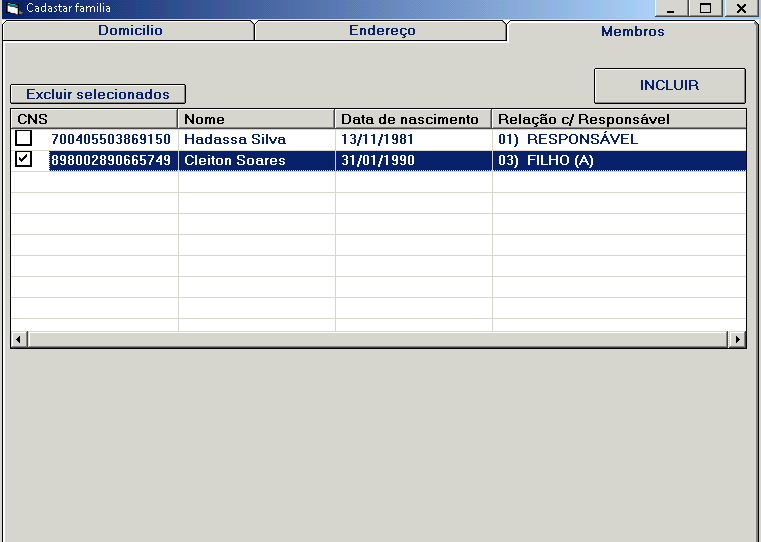 Cadastar familia
Domicilio Endereço Membros
INCLUIR
Excluir selecionados
CNS Nome Data de nascimento Relação c/ Responsável
700405503869150 Hadassa Silva 13/11/1981 01) RESPONSÁVEL
898002890665749 Cleiton Soares 31/01/1990 03) FILHO (A)